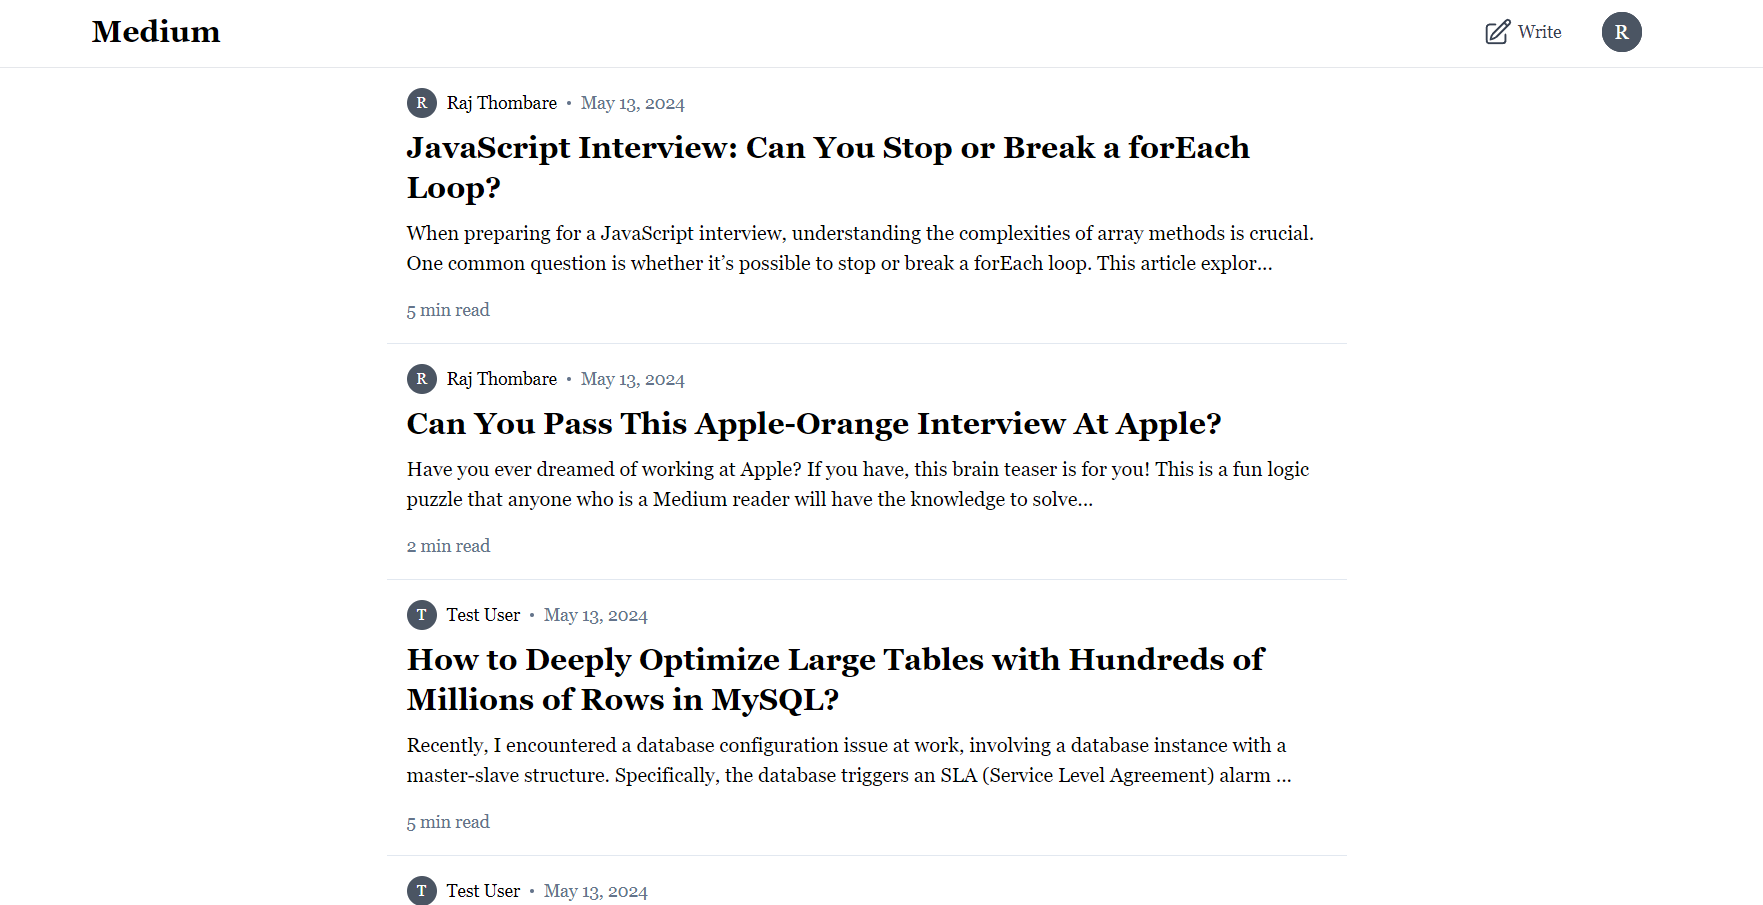 Medium
Write
R
R Raj Thombare • May 13, 2024
JavaScript Interview: Can You Stop or Break a forEach
Loop?
When preparing for a JavaScript interview, understanding the complexities of array methods is crucial.
One common question is whether it’s possible to stop or break a forEach loop. This article explor...
5 min read
R Raj Thombare • May 13, 2024
Can You Pass This Apple-Orange Interview At Apple?
Have you ever dreamed of working at Apple? If you have, this brain teaser is for you! This is a fun logic
puzzle that anyone who is a Medium reader will have the knowledge to solve...
2 min read
T Test User • May 13, 2024
How to Deeply Optimize Large Tables with Hundreds of
Millions of Rows in MySQL?
Recently, I encountered a database configuration issue at work, involving a database instance with a
master-slave structure. Specifically, the database triggers an SLA (Service Level Agreement) alarm ...
5 min read
T Test User • May 13, 2024